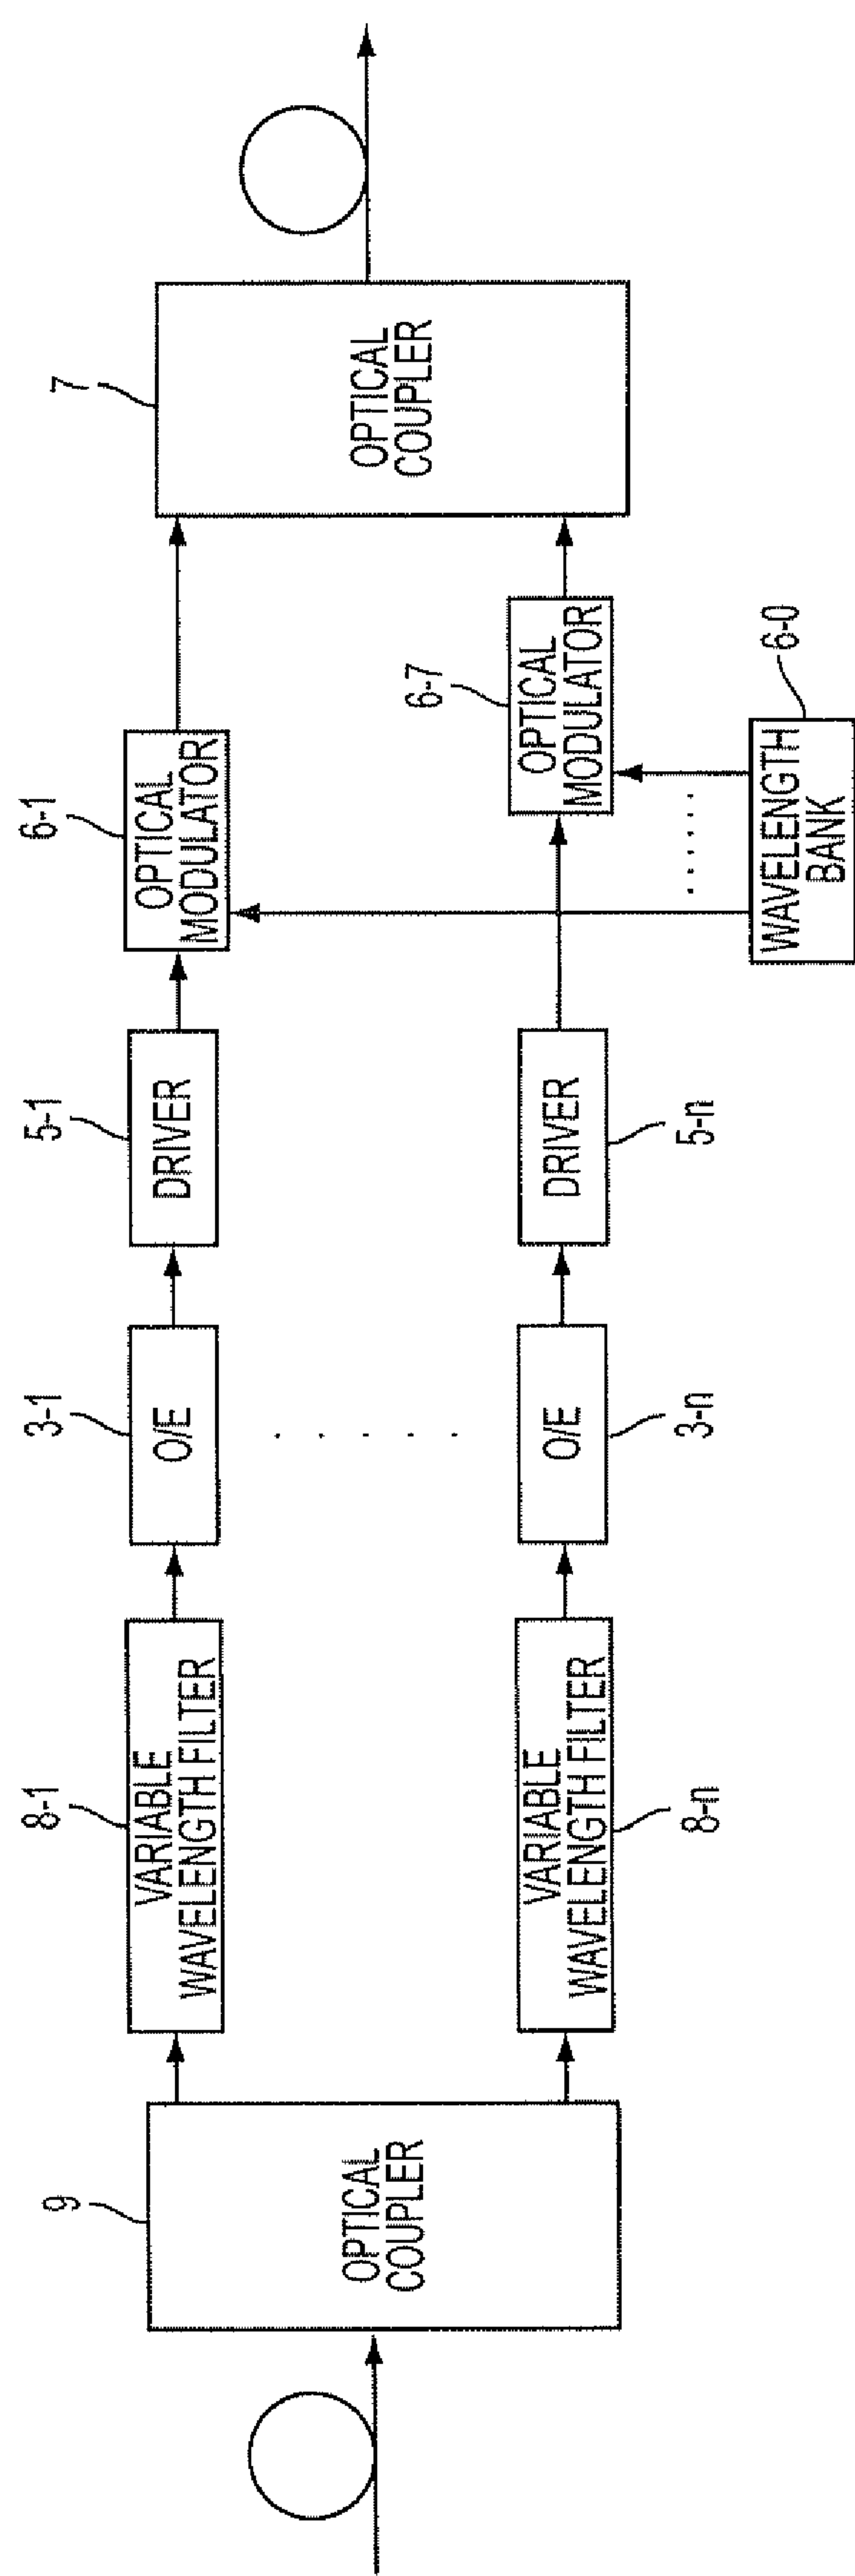 9
OPTICAL
COUPLER
8-1
VARIABLE
WAVELENGTH FILTER
3-1
O/E
5-1
DRIVER
6-1
OPTICAL
MODULATOR
7
OPTICAL
COUPLER
VARIABLE
WAVELENGTH FILTER
8-n
O/E
3-n
DRIVER
5-n
6-7
OPTICAL
MODULATOR
WAVELENGTH
BANK
6-0